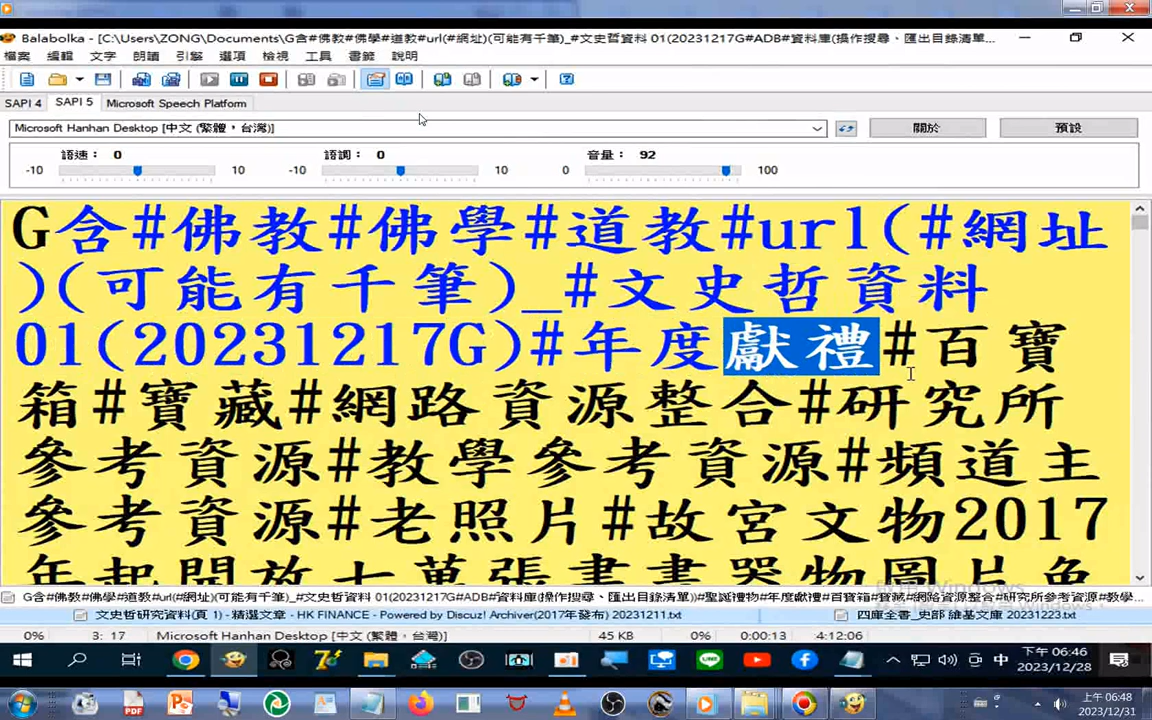 Balabolka - [C:\Users\ZONG\Documents\G含#佛教#佛學#道教#url(#網址)(可能有千筆)_#文史哲資料 01(20231217G#ADB#資料庫(操作搜尋、匯出目錄清單...
檔案 編輯 文字 朗讀 引擎 選項 檢視 工具 書籤 說明
SAPI 4 SAPI 5 Microsoft Speech Platform
Microsoft Hanhan Desktop [中文 (繁體，台灣)] 關於 預設
語速： 0 語調： 0 音量： 92
-10 10 -10 10 0 100
G含#佛教#佛學#道教#url(#網址
)(可能有千筆)_#文史哲資料
01(20231217G)#年度獻禮#百寶
箱#寶藏#網路資源整合#研究所
參考資源#教學參考資源#頻道主
參考資源#老照片#故宮文物2017
年起開放七萬張書畫器物圖片免
G含#佛教#佛學#道教#url(#網址)(可能有千筆)_#文史哲資料 01(20231217G#ADB#資料庫(操作搜尋、匯出目錄清單))#聖誕禮物#年度獻禮#百寶箱#寶藏#網路資源整合#研究所參考資源#教學...
文史哲研究資料(頁 1) - 精選文章 - HK FINANCE - Powered by Discuz! Archiver(2017年發布) 20231211.txt 四庫全書_史部 維基文庫 20231223.txt
0% 3: 17 Microsoft Hanhan Desktop [中文 (繁體，台灣)] 45 KB 0% 0:00:13 4:12:06
中 下午 06:46
2023/12/28
上午 06:48
2023/12/31